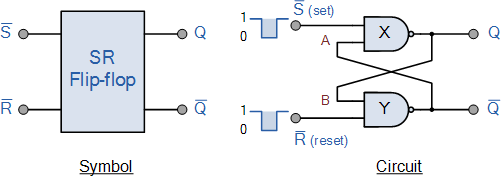 S̅
SR
Flip-flop
Q
R̅
Q̅
Symbol
1
0
S̅ (set)
A
X
Q
B
1
0
Y
Q̅
R̅ (reset)
Circuit